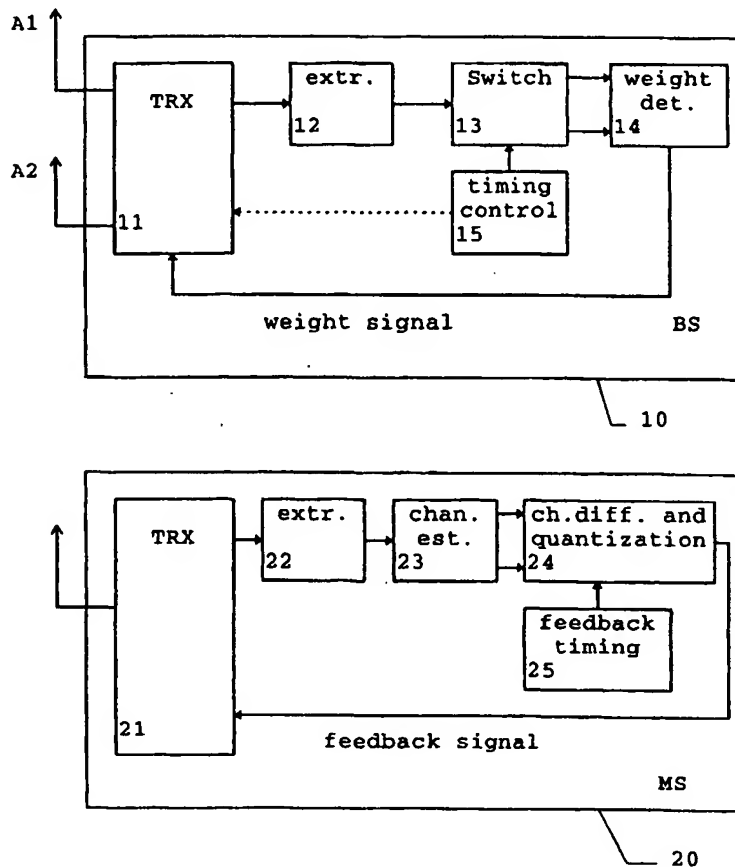 A1
TRX
extr.
12
Switch
13
weight
det.
14
A2
11
timing
control
15
weight signal
BS
10
TRX
extr.
22
chan.
est.
23
ch.diff. and
quantization
24
feedback
timing
25
21
feedback signal
MS
20